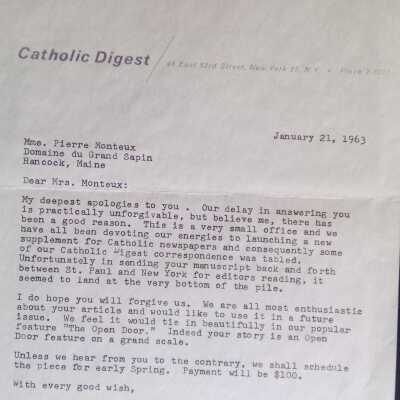 Catholic Digest
44 East 53rd Street, New York 22, N.Y. • Plaza
January 21, 1963
Mme. Pierre Monteux
Domaine du Grand Sapin
Hancock, Maine
Dear Mrs. Monteux:
My deepest apologies to you . Our delay in answering you
is practically unforgivable, but believe me, there has
been a good reason. This is a very small office and we
have all been devoting our energies to launching a new
supplement for Catholic newspapers and consequently some
of our Catholic Digest correspondence was tabled.
Unfortunately in sending your manuscript back and forth
between St. Paul and New York for editors reading, it
seemed to land at the very bottom of the pile.
I do hope you will forgive us. We are all most enthusiastic
about your article and would like to use it in a future
issue. We feel it would tie in beautifully in our popular
feature "The Open Door." Indeed your story is an Open
Door feature on a grand scale.
Unless we hear from you to the contrary, we shall schedule
the piece for early Spring. Payment will be $100.
With every good wish,